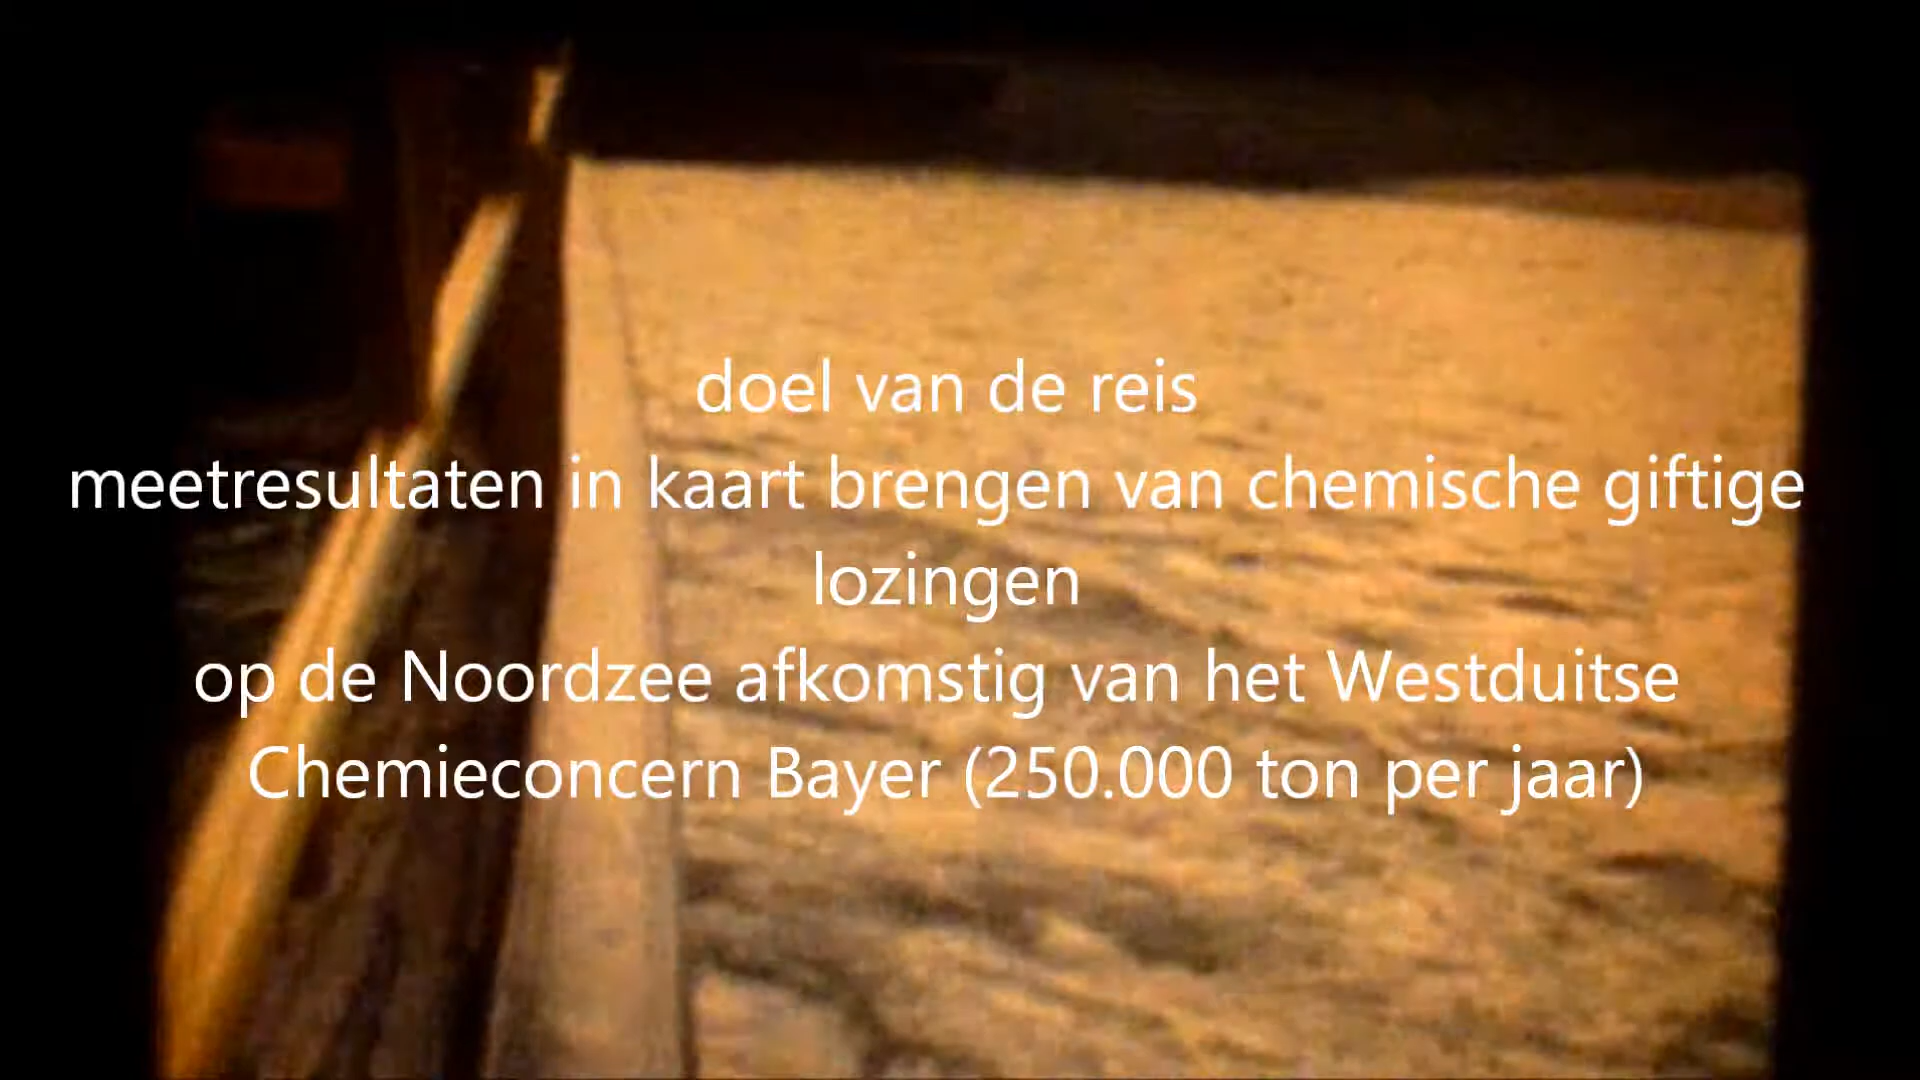 doel van de reis
meetresultaten in kaart brengen van chemische giftige
lozingen
op de Noordzee afkomstig van het Westduitse
Chemieconcern Bayer (250.000 ton per jaar)